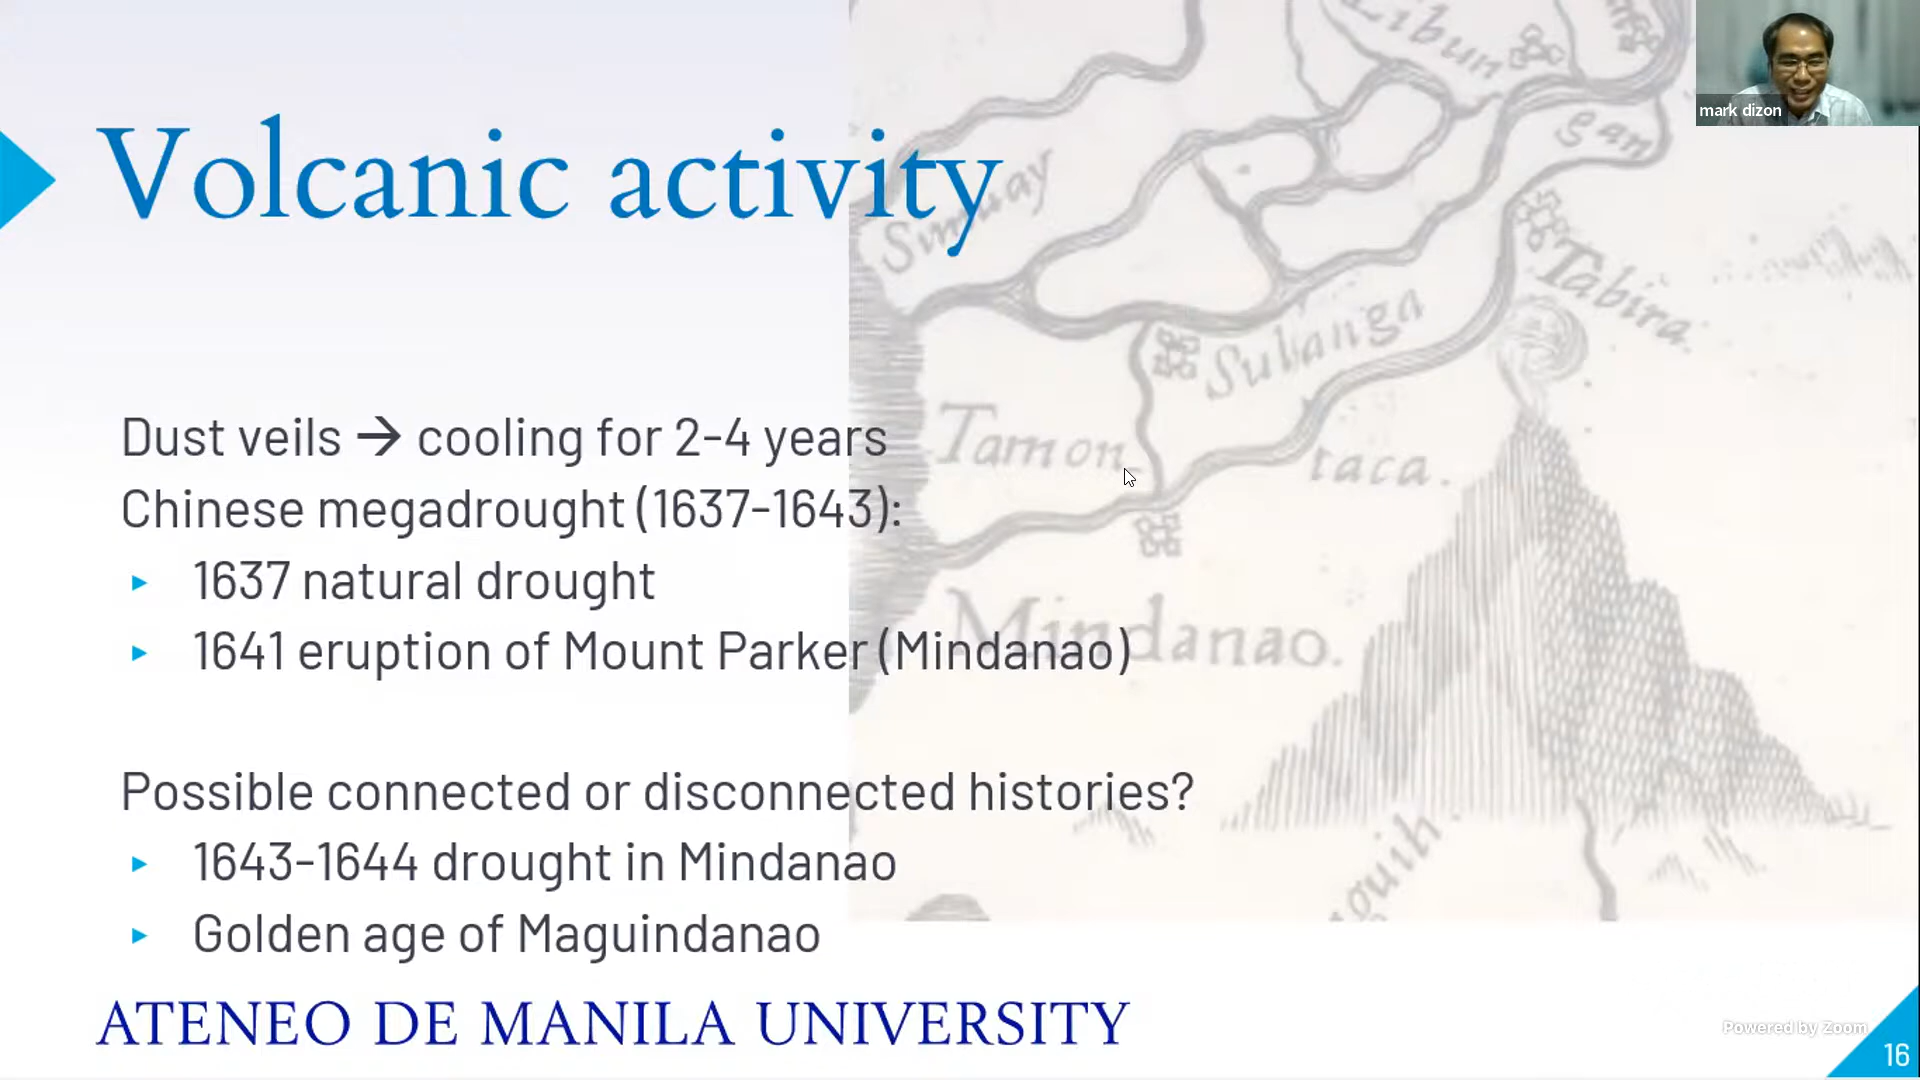 Volcanic activity
Dust veils → cooling for 2-4 years
Chinese megadrought (1637-1643):
▸ 1637 natural drought
▸ 1641 eruption of Mount Parker (Mindanao)
Possible connected or disconnected histories?
▸ 1643-1644 drought in Mindanao
▸ Golden age of Maguindanao
ATENEO DE MANILA UNIVERSITY
Libun
gan
Tabira.
Subanga
Tamon
taca.
Mindanao.
mark dizon
Powered by Zoom
16